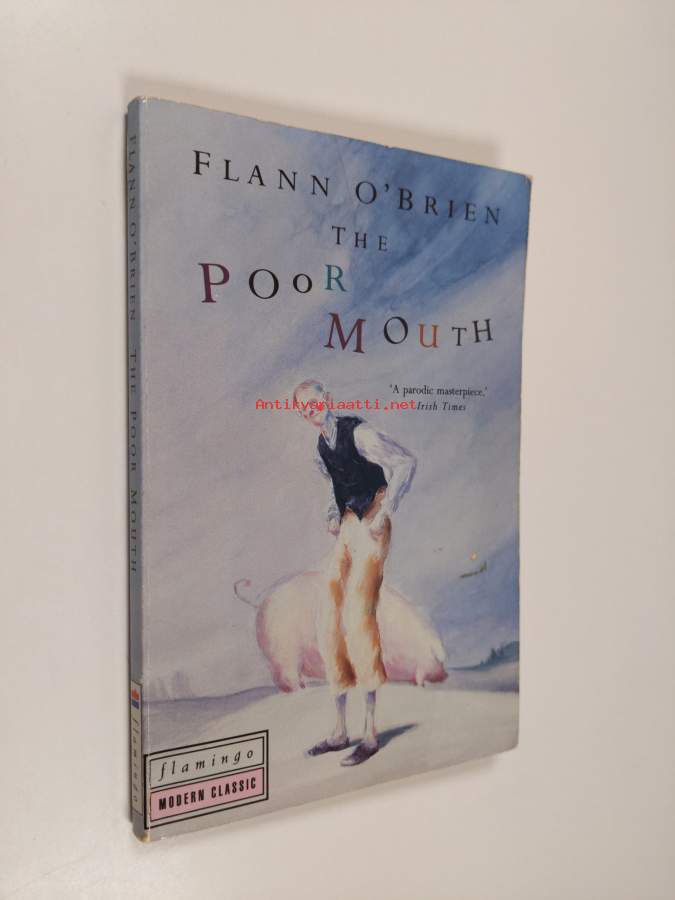 FLANN O'BRIEN
THE
POOR
MOUTH
'A parodic masterpiece.'
Irish Times
Antikvariaatti.net
flamingo
MODERN CLASSIC
FLANN O'BRIEN THE POOR MOUTH
flamingo